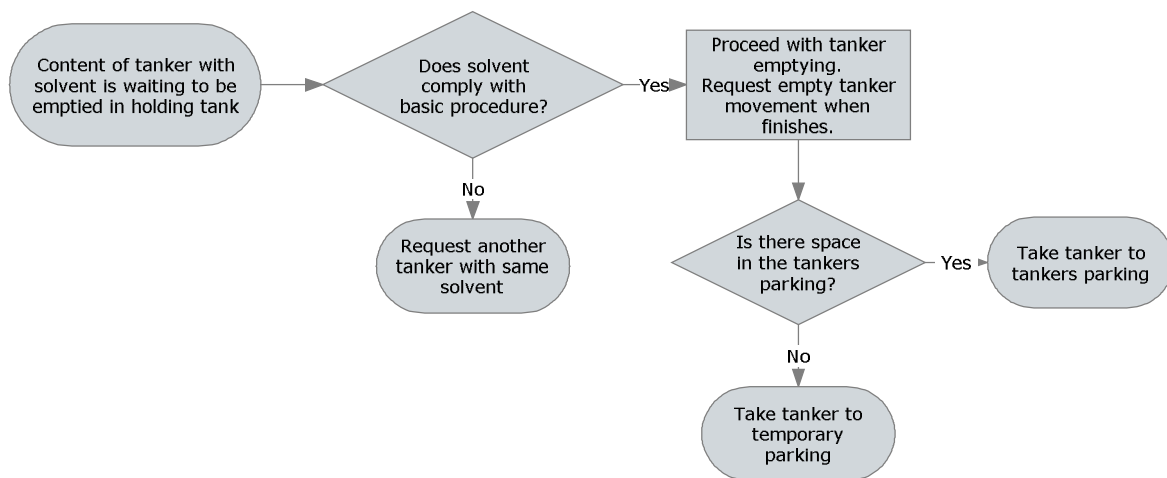 Content of tanker with
solvent is waiting to be
emptied in holding tank
Does solvent
comply with
basic procedure?
Yes
Proceed with tanker
emptying.
Request empty tanker
movement when
finishes.
No
Request another
tanker with same
solvent
Is there space
in the tankers
parking?
Yes
Take tanker to
tankers parking
No
Take tanker to
temporary
parking